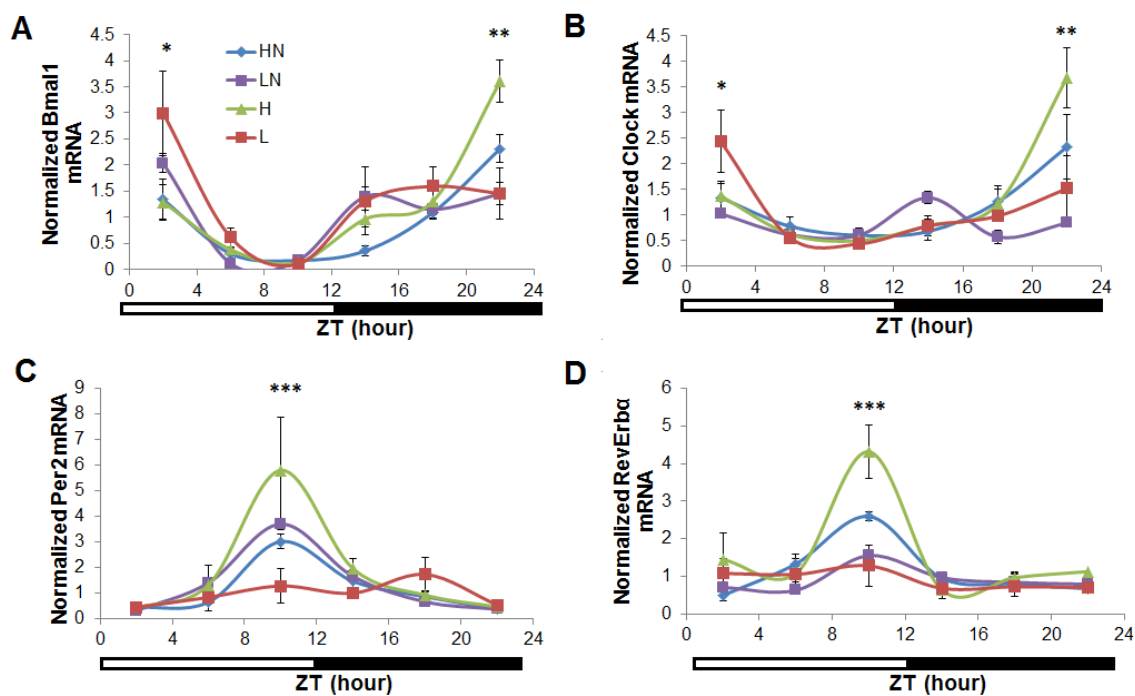 A
Normalized Bmal1
mRNA
4.5
4
3.5
3
2.5
2
1.5
1
0.5
0
*
**
HN
LN
H
L
0 4 8 12 16 20 24
ZT (hour)
B
Normalized Clock mRNA
4.5
4
3.5
3
2.5
2
1.5
1
0.5
0
*
**
0 4 8 12 16 20 24
ZT (hour)
C
Normalized Per2 mRNA
9
8
7
6
5
4
3
2
1
0
***
0 4 8 12 16 20 24
ZT (hour)
D
Normalized RevErbα
mRNA
6
5
4
3
2
1
0
***
0 4 8 12 16 20 24
ZT (hour)